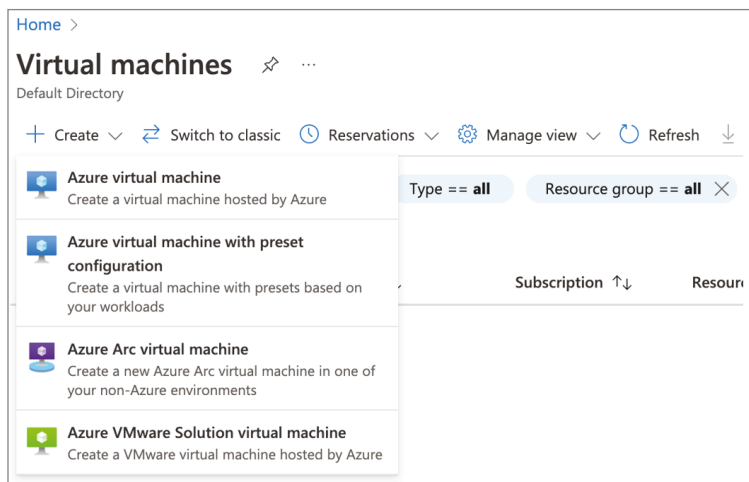 Home >
Virtual machines ...
Default Directory
Create Switch to classic Reservations Manage view Refresh
Azure virtual machine
Create a virtual machine hosted by Azure
Type == all Resource group == all
Azure virtual machine with preset
configuration
Create a virtual machine with presets based on
your workloads
Subscription Resour
Azure Arc virtual machine
Create a new Azure Arc virtual machine in one of
your non-Azure environments
Azure VMware Solution virtual machine
Create a VMware virtual machine hosted by Azure